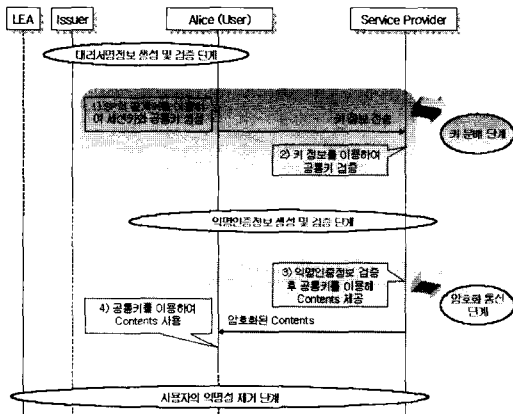 LEA
Issuer
Alice (User)
Service Provider
대리서명정보 생성 및 검증 단계
키 정보 전송
키 분배 단계
2) 키 정보를 이용하여
공통키 검증
익명인증정보 생성 및 검증 단계
3) 익명인증정보 검증
후 공통키를 이용해
Contents 제공
암호화 통신
단계
4) 공통키를 이용하여
Contents 사용
암호화된 Contents
사용자의 익명성 제거 단계